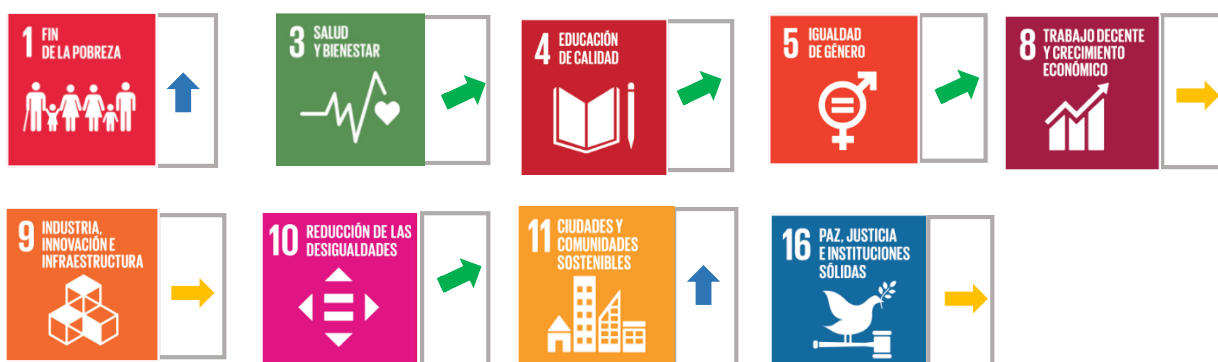 1 FIN
DE LA POBREZA
3 SALUD
Y BIENESTAR
4 EDUCACIÓN
DE CALIDAD
5 IGUALDAD
DE GÉNERO
8 TRABAJO DECENTE
Y CRECIMIENTO
ECONÓMICO
9 INDUSTRIA,
INNOVACIÓN E
INFRAESTRUCTURA
10 REDUCCIÓN DE LAS
DESIGUALDADES
11 CIUDADES Y
COMUNIDADES
SOSTENIBLES
16 PAZ, JUSTICIA
E INSTITUCIONES
SÓLIDAS